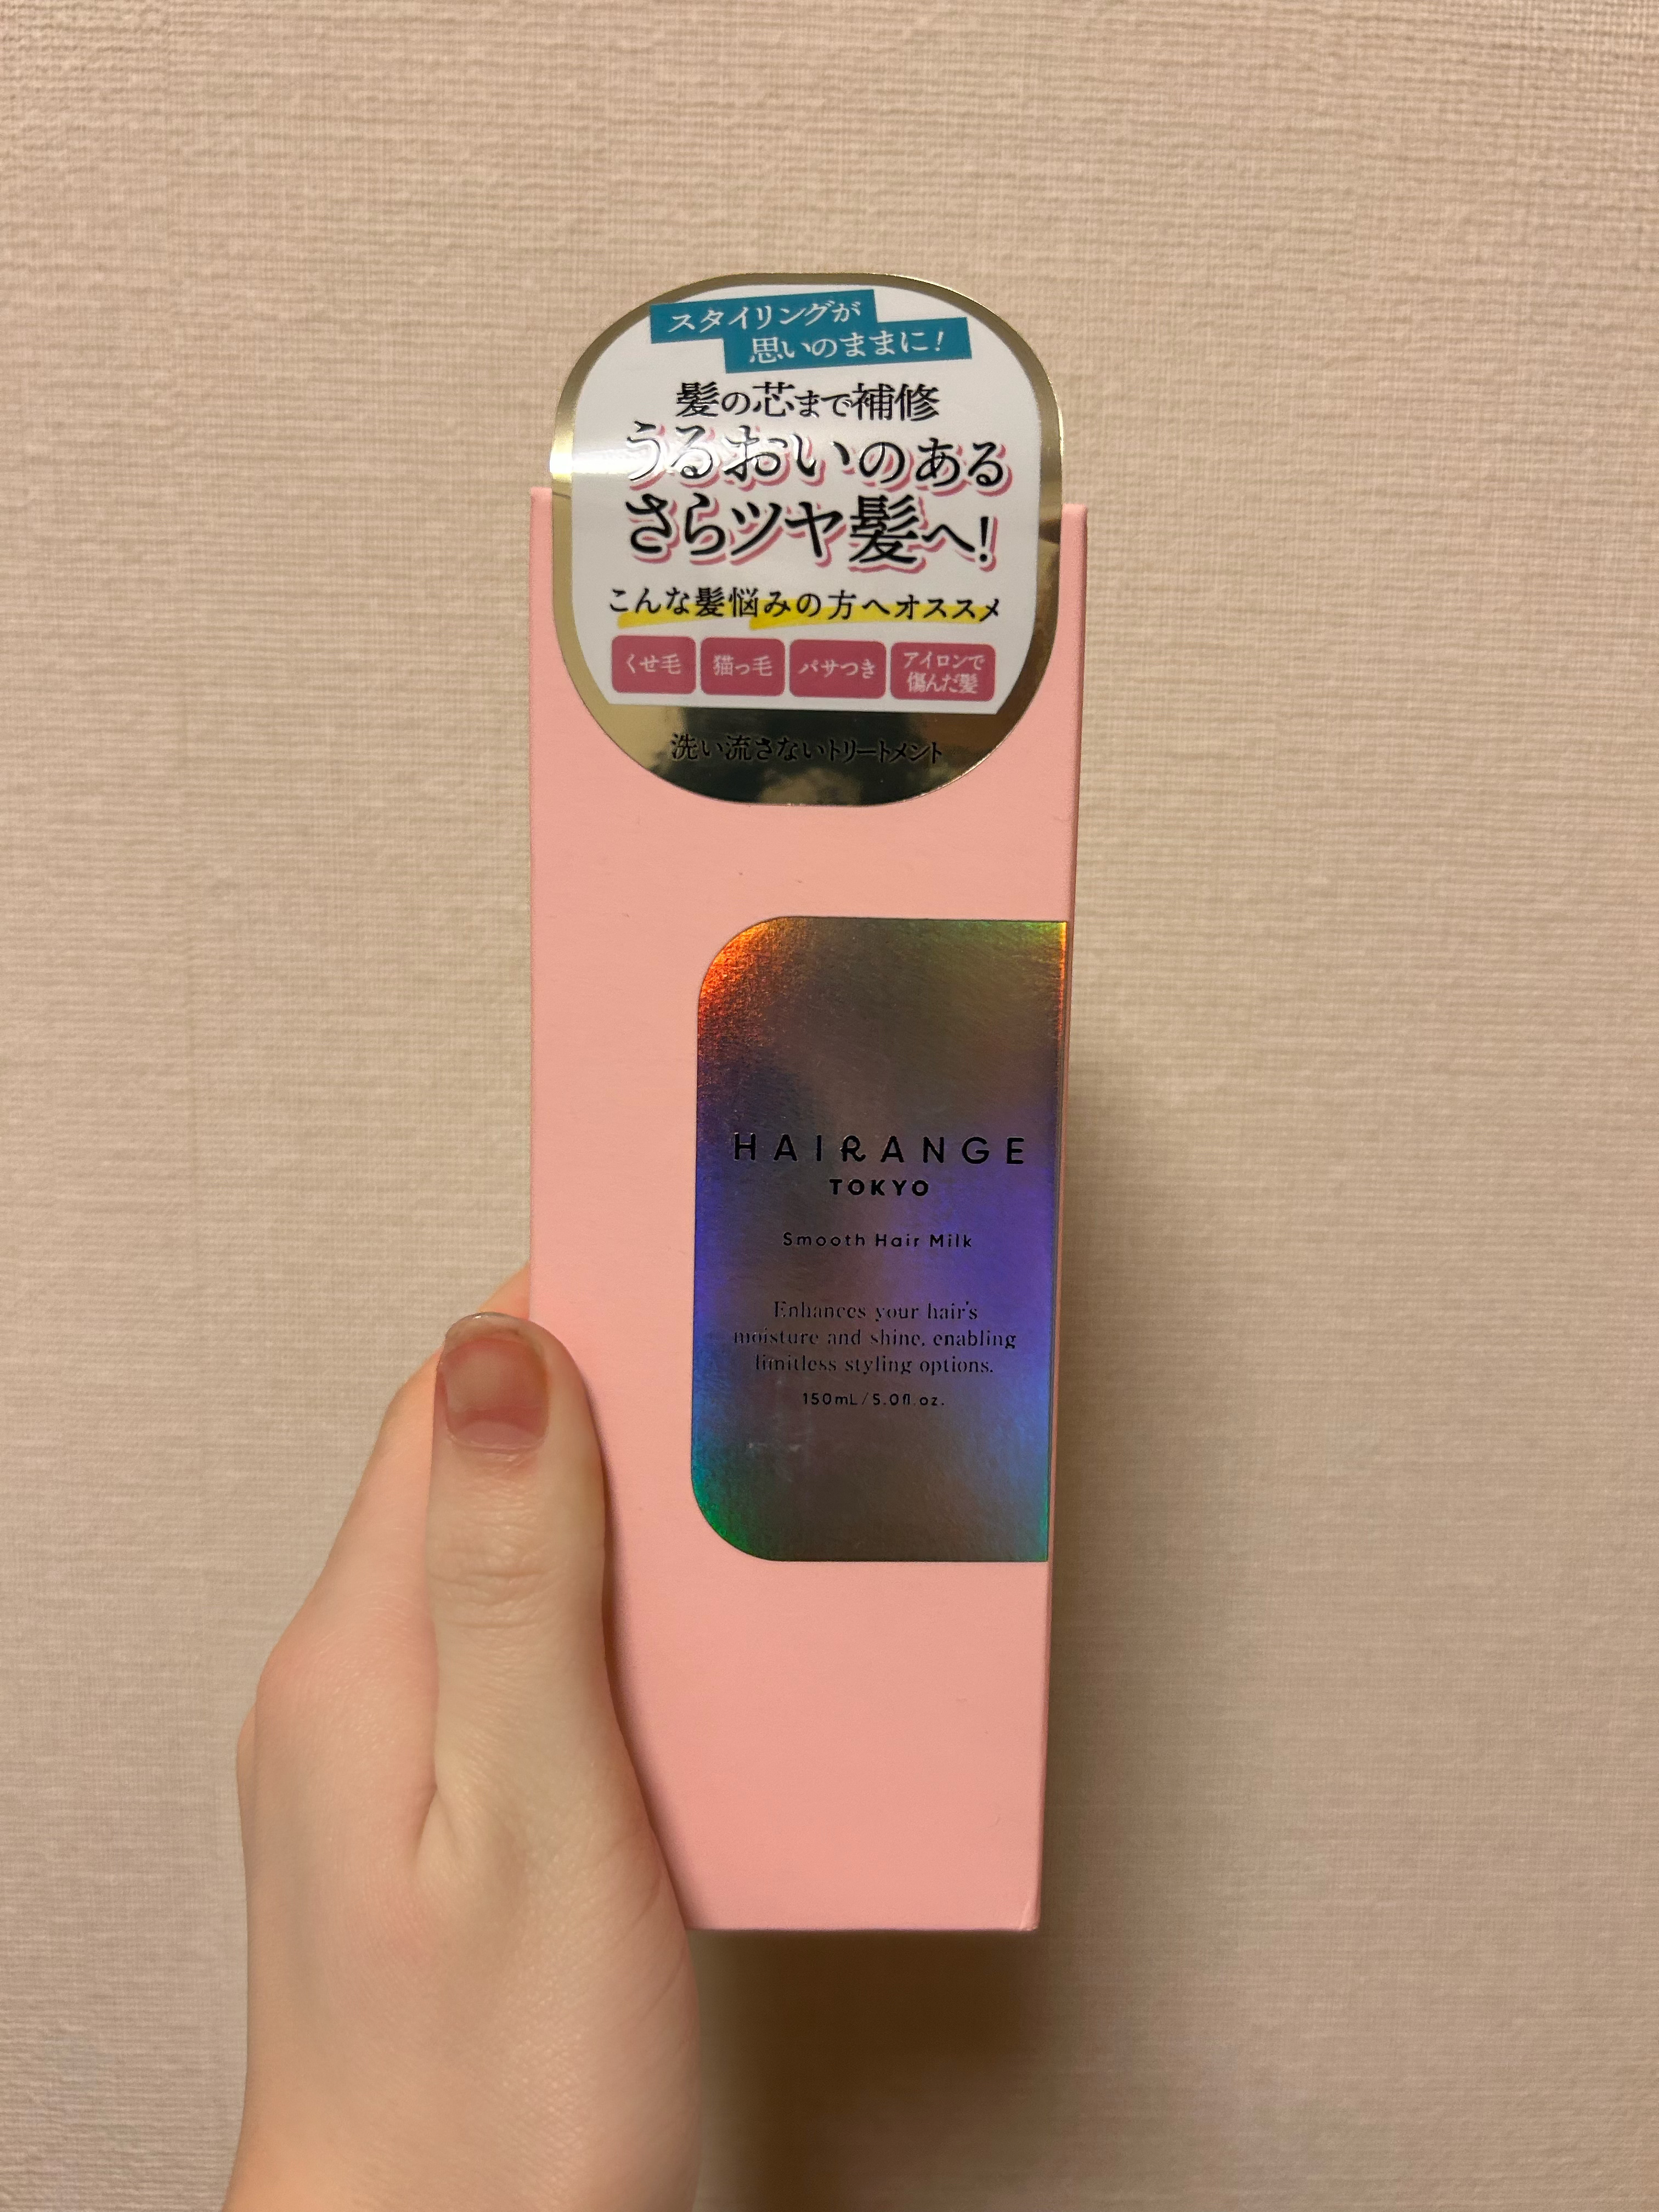 スタイリングが
思いのままに!
髪の芯まで補修
うるおいのある
さらツヤ髪へ!
こんな髪悩みの方へオススメ
くせ毛 猫っ毛 パサつき アイロンで
傷んだ髪
洗い流さないトリートメント
HAIRANGE
TOKYO
Smooth Hair Milk
Enhances your hair's
moisture and shine, enabling
limitless styling options.
150mL/5.0fl.oz.